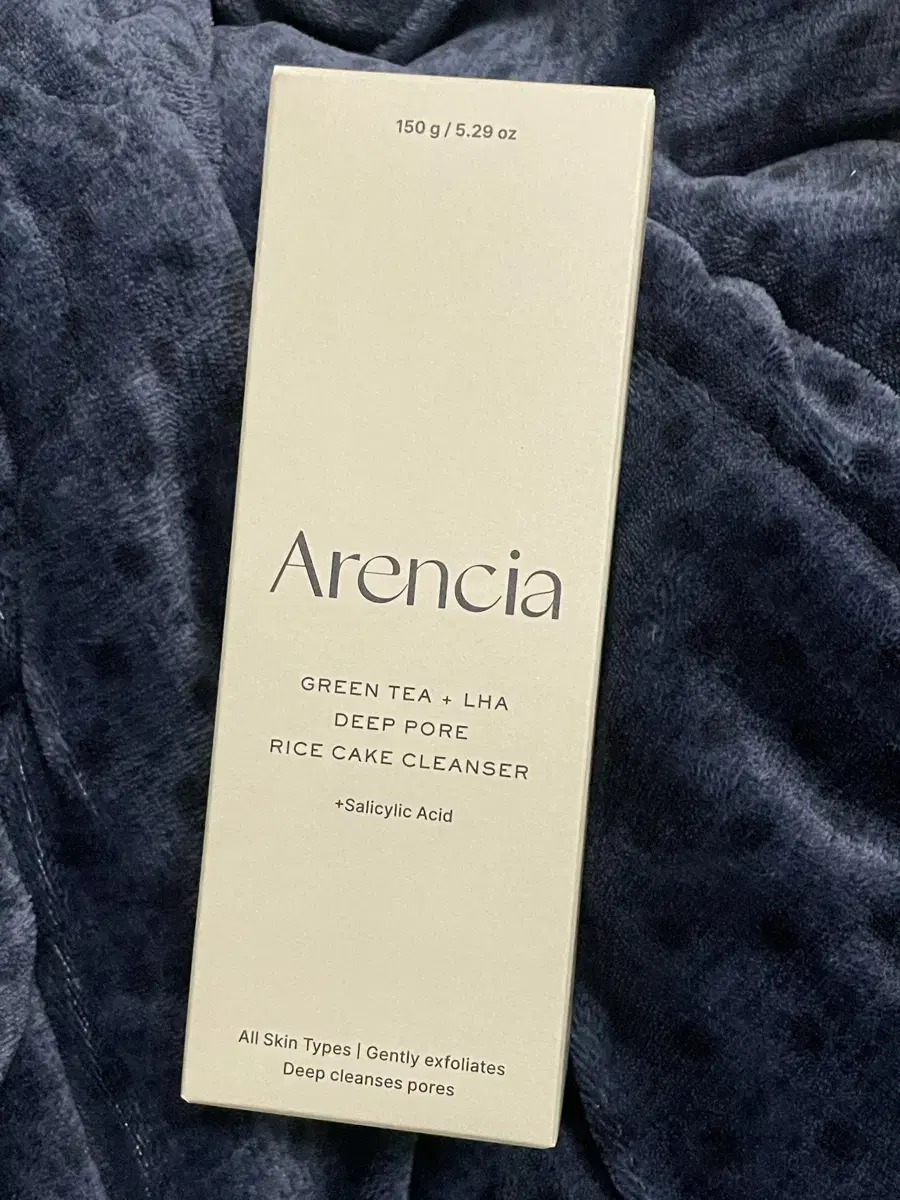 150 g / 5.29 oz
Arencia
GREEN TEA + LHA
DEEP PORE
RICE CAKE CLEANSER
+Salicylic Acid
All Skin Types | Gently exfoliates
Deep cleanses pores